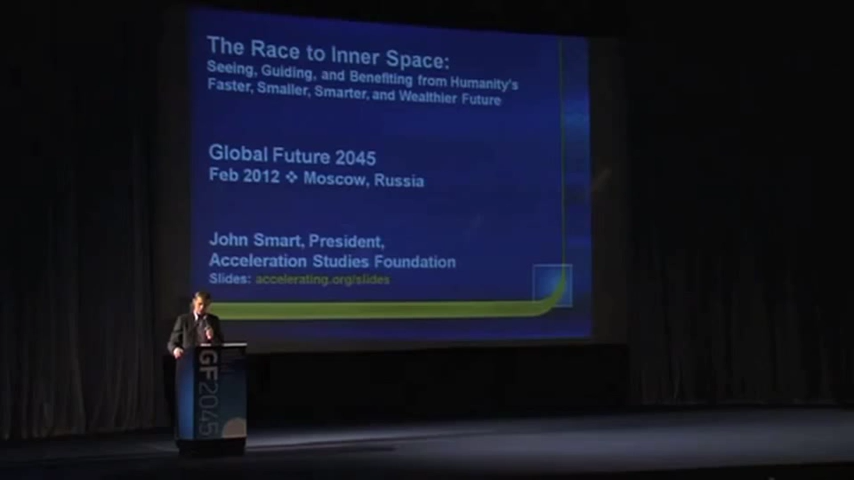 The Race to Inner Space:
Seeing, Guiding, and Benefiting from Humanity's
Faster, Smaller, Smarter, and Wealthier Future
Global Future 2045
Feb 2012 ❖ Moscow, Russia
John Smart, President,
Acceleration Studies Foundation
Slides: accelerating.org/slides
GF2045